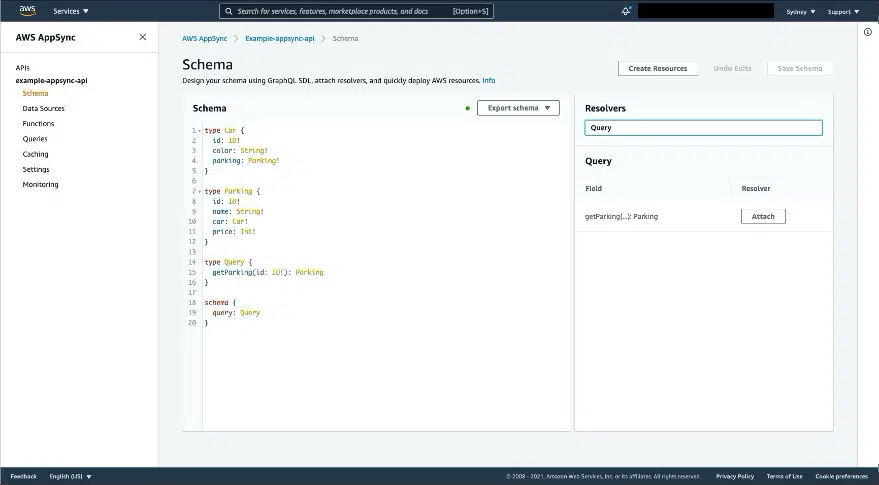 aws Services ▼ Search for services, features, marketplace products, and docs [Option+S] Sydney ▼ Support ▼
AWS AppSync ×
APIs
example-appsync-api
Schema
Data Sources
Functions
Queries
Caching
Settings
Monitoring
AWS AppSync > Example-appsync-api > Schema
Schema
Design your schema using GraphQL SDL, attach resolvers, and quickly deploy AWS resources. Info
Create Resources Undo Edits Save Schema
Schema Export schema ▼
1 type Car {
2 id: ID!
3 color: String!
4 parking: Parking!
5 }
6
7 type Parking {
8 id: ID!
9 name: String!
10 car: Car!
11 price: Int!
12 }
13
14 type Query {
15 getParking(id: ID!): Parking
16 }
17
18 schema {
19 query: Query
20 }
Resolvers
Query
Query
Field Resolver
getParking(...): Parking Attach
Feedback English (US) ▼ © 2008 - 2021, Amazon Web Services, Inc. or its affiliates. All rights reserved. Privacy Policy Terms of Use Cookie preferences